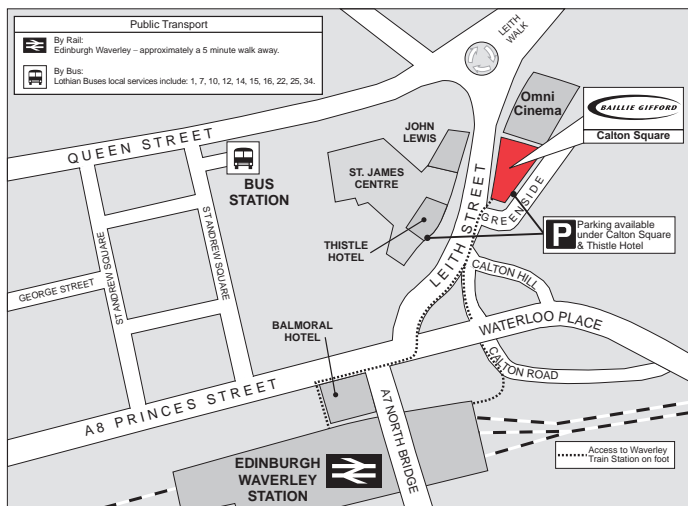 Public Transport
By Rail:
Edinburgh Waverley – approximately a 5 minute walk away.
By Bus:
Lothian Buses local services include: 1, 7, 10, 12, 14, 15, 16, 22, 25, 34.
LEITH
WALK
Omni
Cinema
BAILLIE GIFFORD
Calton Square
QUEEN STREET
JOHN
LEWIS
BUS
STATION
ST. JAMES
CENTRE
LEITH STREET
GREENSIDE
P
Parking available
under Calton Square
& Thistle Hotel
THISTLE
HOTEL
ST ANDREW SQUARE
ST ANDREW SQUARE
GEORGE STREET
CALTON HILL
BALMORAL
HOTEL
WATERLOO PLACE
CALTON ROAD
A8 PRINCES STREET
A7 NORTH BRIDGE
EDINBURGH
WAVERLEY
STATION
Access to Waverley
Train Station on foot